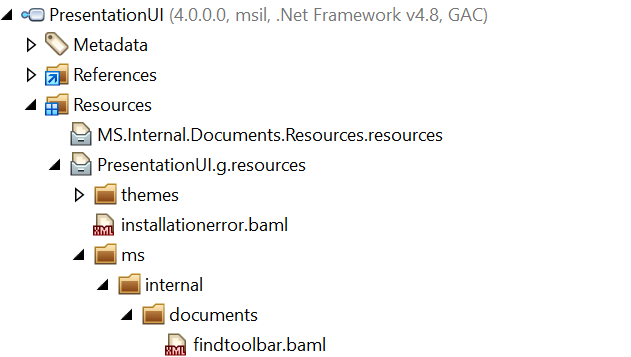 PresentationUI (4.0.0.0, msil, .Net Framework v4.8, GAC)
Metadata
References
Resources
MS.Internal.Documents.Resources.resources
PresentationUI.g.resources
themes
XML installationerror.baml
ms
internal
documents
XML findtoolbar.baml